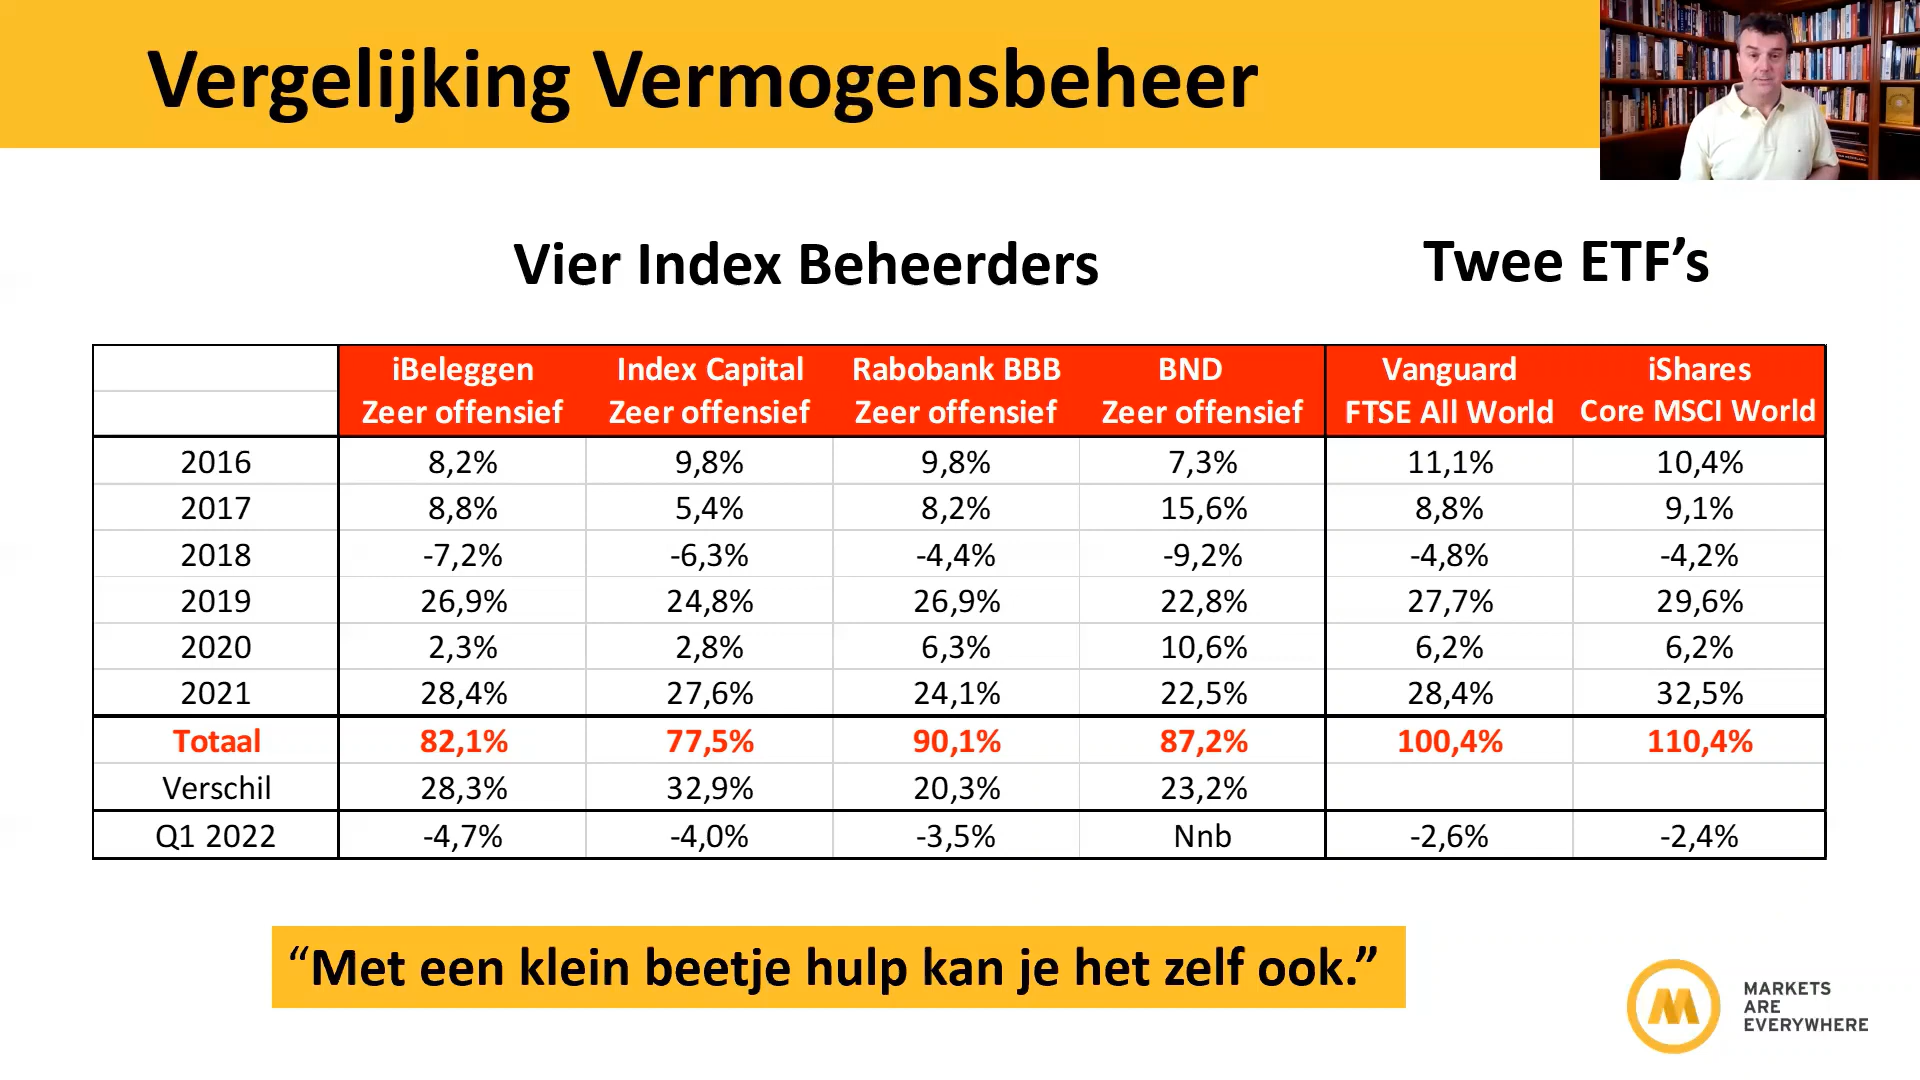 Vergelijking Vermogensbeheer
Vier Index Beheerders
Twee ETF’s
iBeleggen Index Capital Rabobank BBB BND Vanguard iShares
Zeer offensief Zeer offensief Zeer offensief Zeer offensief FTSE All World Core MSCI World
2016 8,2% 9,8% 9,8% 7,3% 11,1% 10,4%
2017 8,8% 5,4% 8,2% 15,6% 8,8% 9,1%
2018 -7,2% -6,3% -4,4% -9,2% -4,8% -4,2%
2019 26,9% 24,8% 26,9% 22,8% 27,7% 29,6%
2020 2,3% 2,8% 6,3% 10,6% 6,2% 6,2%
2021 28,4% 27,6% 24,1% 22,5% 28,4% 32,5%
Totaal 82,1% 77,5% 90,1% 87,2% 100,4% 110,4%
Verschil 28,3% 32,9% 20,3% 23,2%
Q1 2022 -4,7% -4,0% -3,5% Nnb -2,6% -2,4%
“Met een klein beetje hulp kan je het zelf ook.”
MARKETS
ARE
EVERYWHERE